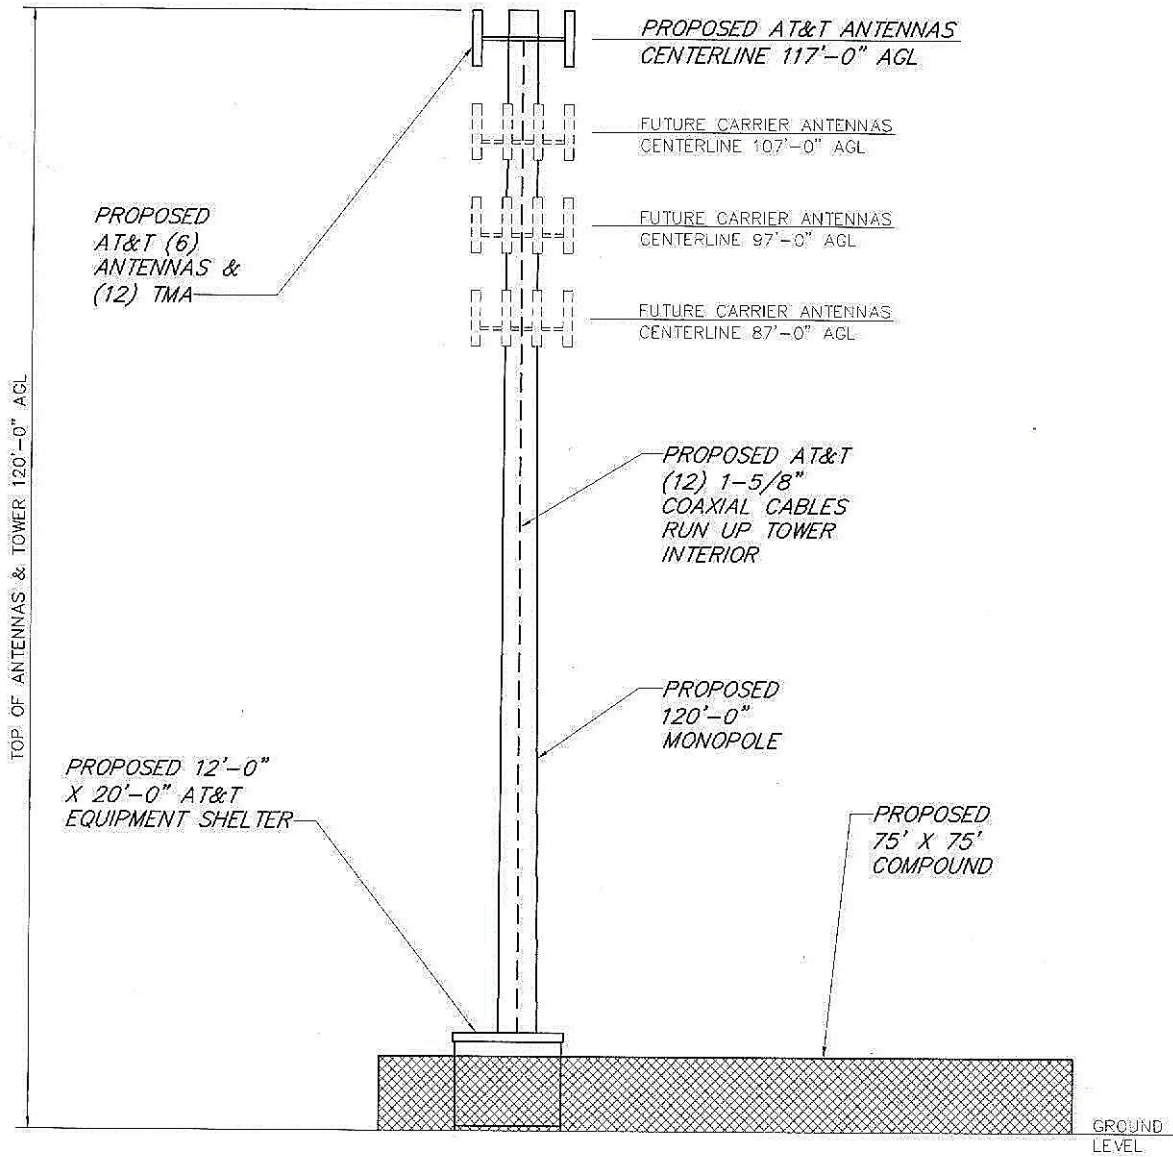 PROPOSED AT&T ANTENNAS
CENTERLINE 117'-0" AGL
FUTURE CARRIER ANTENNAS
CENTERLINE 107'-0" AGL
PROPOSED
AT&T (6)
ANTENNAS &
(12) TMA
FUTURE CARRIER ANTENNAS
CENTERLINE 97'-0" AGL
FUTURE CARRIER ANTENNAS
CENTERLINE 87'-0" AGL
TOP OF ANTENNAS & TOWER 120'-0" AGL
PROPOSED AT&T
(12) 1-5/8"
COAXIAL CABLES
RUN UP TOWER
INTERIOR
PROPOSED
120'-0"
MONOPOLE
PROPOSED 12'-0"
X 20'-0" AT&T
EQUIPMENT SHELTER
PROPOSED
75' X 75'
COMPOUND
GROUND
LEVEL